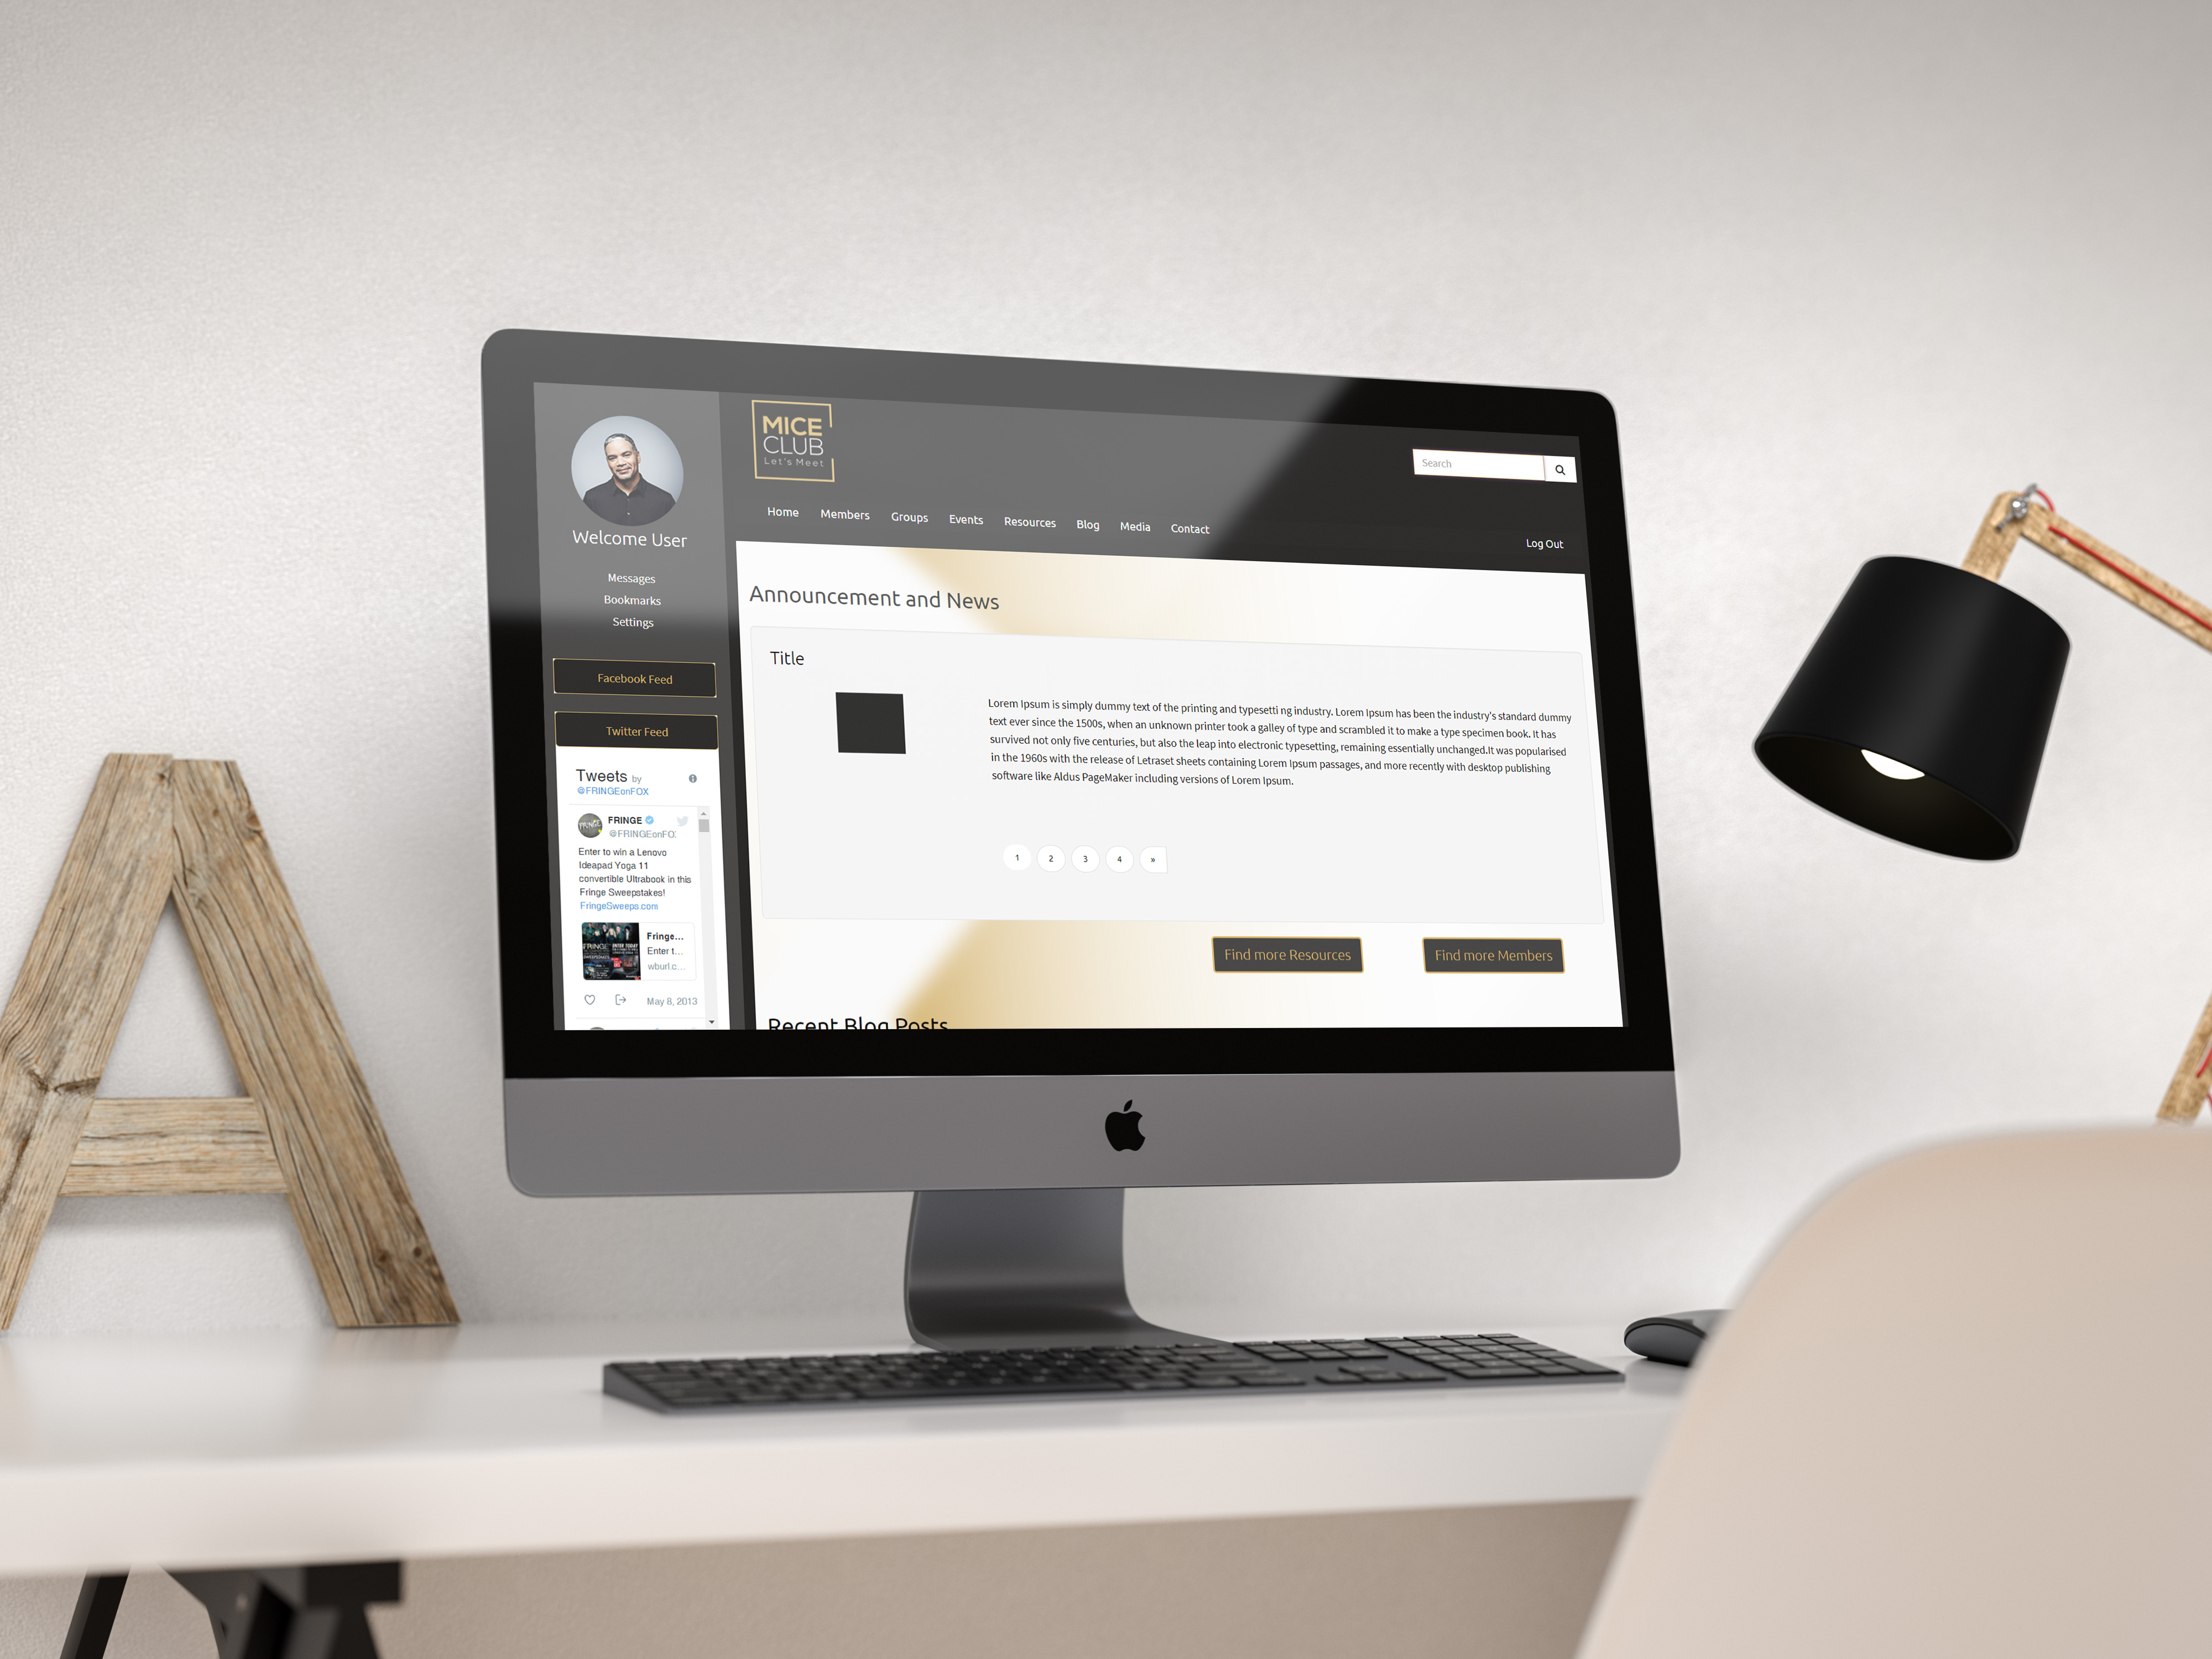 MICE
CLUB
Let's Meet
Search
Home Members Groups Events Resources Blog Media Contact
Log Out
Welcome User
Messages
Bookmarks
Settings
Facebook Feed
Twitter Feed
Tweets by
@FRINGEonFOX
FRINGE
@FRINGEonFO
Enter to win a Lenovo
Ideapad Yoga 11
convertible Ultrabook in this
Fringe Sweepstakes!
FringeSweeps.com
FRINGE
ENTER TODAY
Fringe...
Enter t...
wburl.c...
May 8, 2013
Announcement and News
Title
Lorem Ipsum is simply dummy text of the printing and typesetti ng industry. Lorem Ipsum has been the industry's standard dummy
text ever since the 1500s, when an unknown printer took a galley of type and scrambled it to make a type specimen book. It has
survived not only five centuries, but also the leap into electronic typesetting, remaining essentially unchanged.It was popularised
in the 1960s with the release of Letraset sheets containing Lorem Ipsum passages, and more recently with desktop publishing
software like Aldus PageMaker including versions of Lorem Ipsum.
1 2 3 4 »
Find more Resources
Find more Members
Recent Blog Posts
A